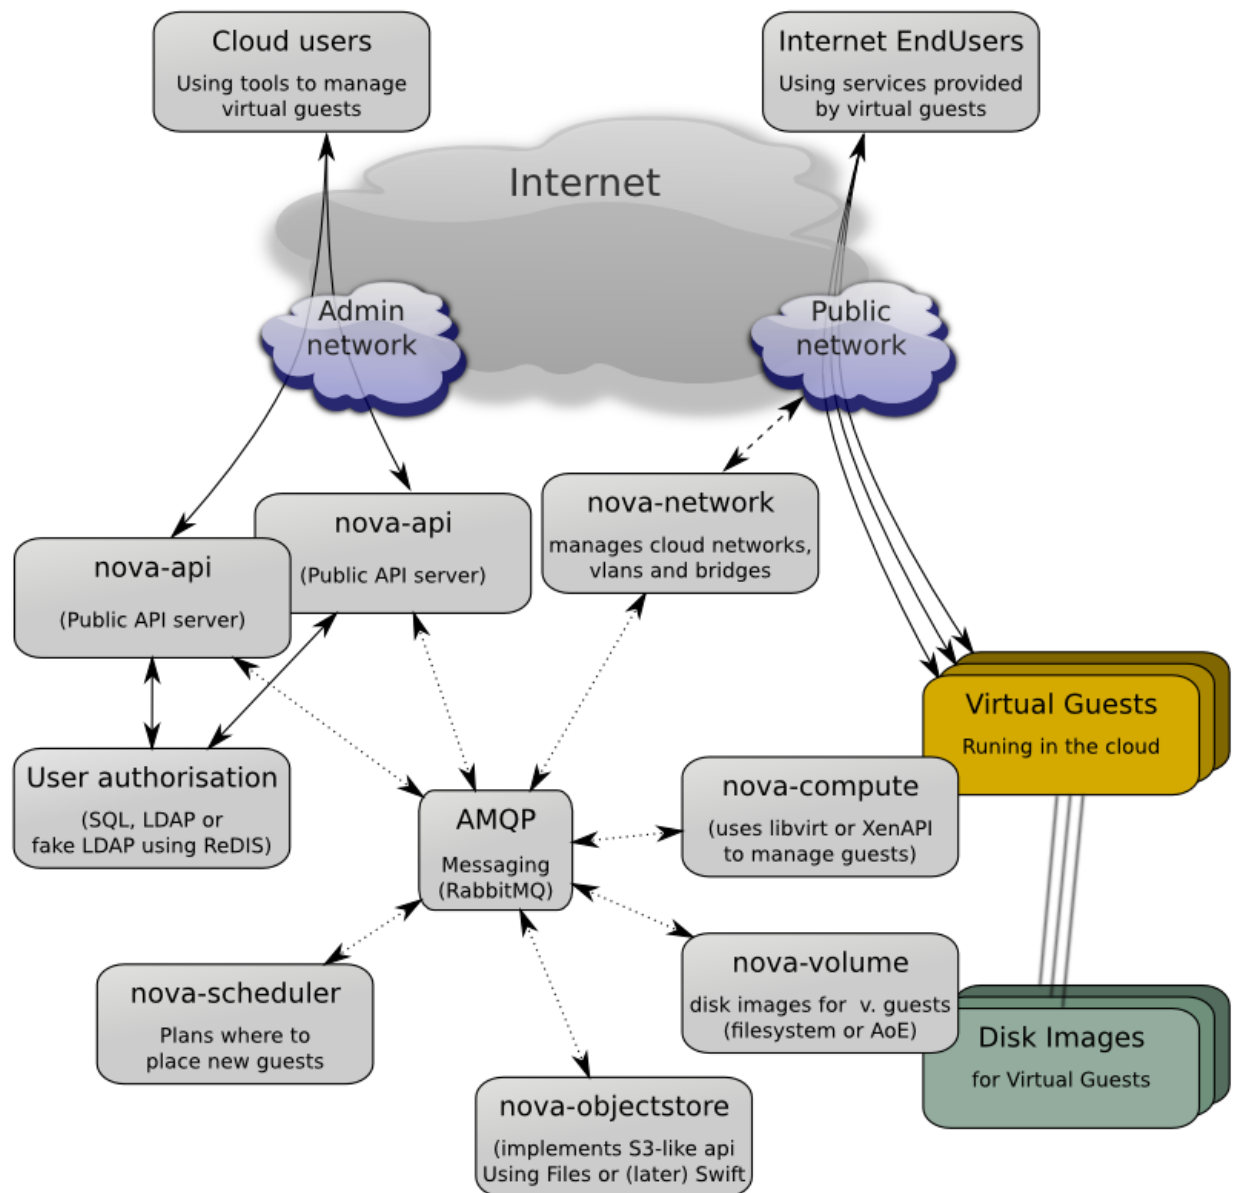 Cloud users
Using tools to manage
virtual guests
Internet EndUsers
Using services provided
by virtual guests
Internet
Admin
network
Public
network
nova-api
(Public API server)
nova-api
(Public API server)
nova-network
manages cloud networks,
vlans and bridges
Virtual Guests
Runing in the cloud
User authorisation
(SQL, LDAP or
fake LDAP using ReDIS)
AMQP
Messaging
(RabbitMQ)
nova-compute
(uses libvirt or XenAPI
to manage guests)
nova-scheduler
Plans where to
place new guests
nova-volume
disk images for v. guests
(filesystem or AoE)
Disk Images
for Virtual Guests
nova-objectstore
(implements S3-like api
Using Files or (later) Swift